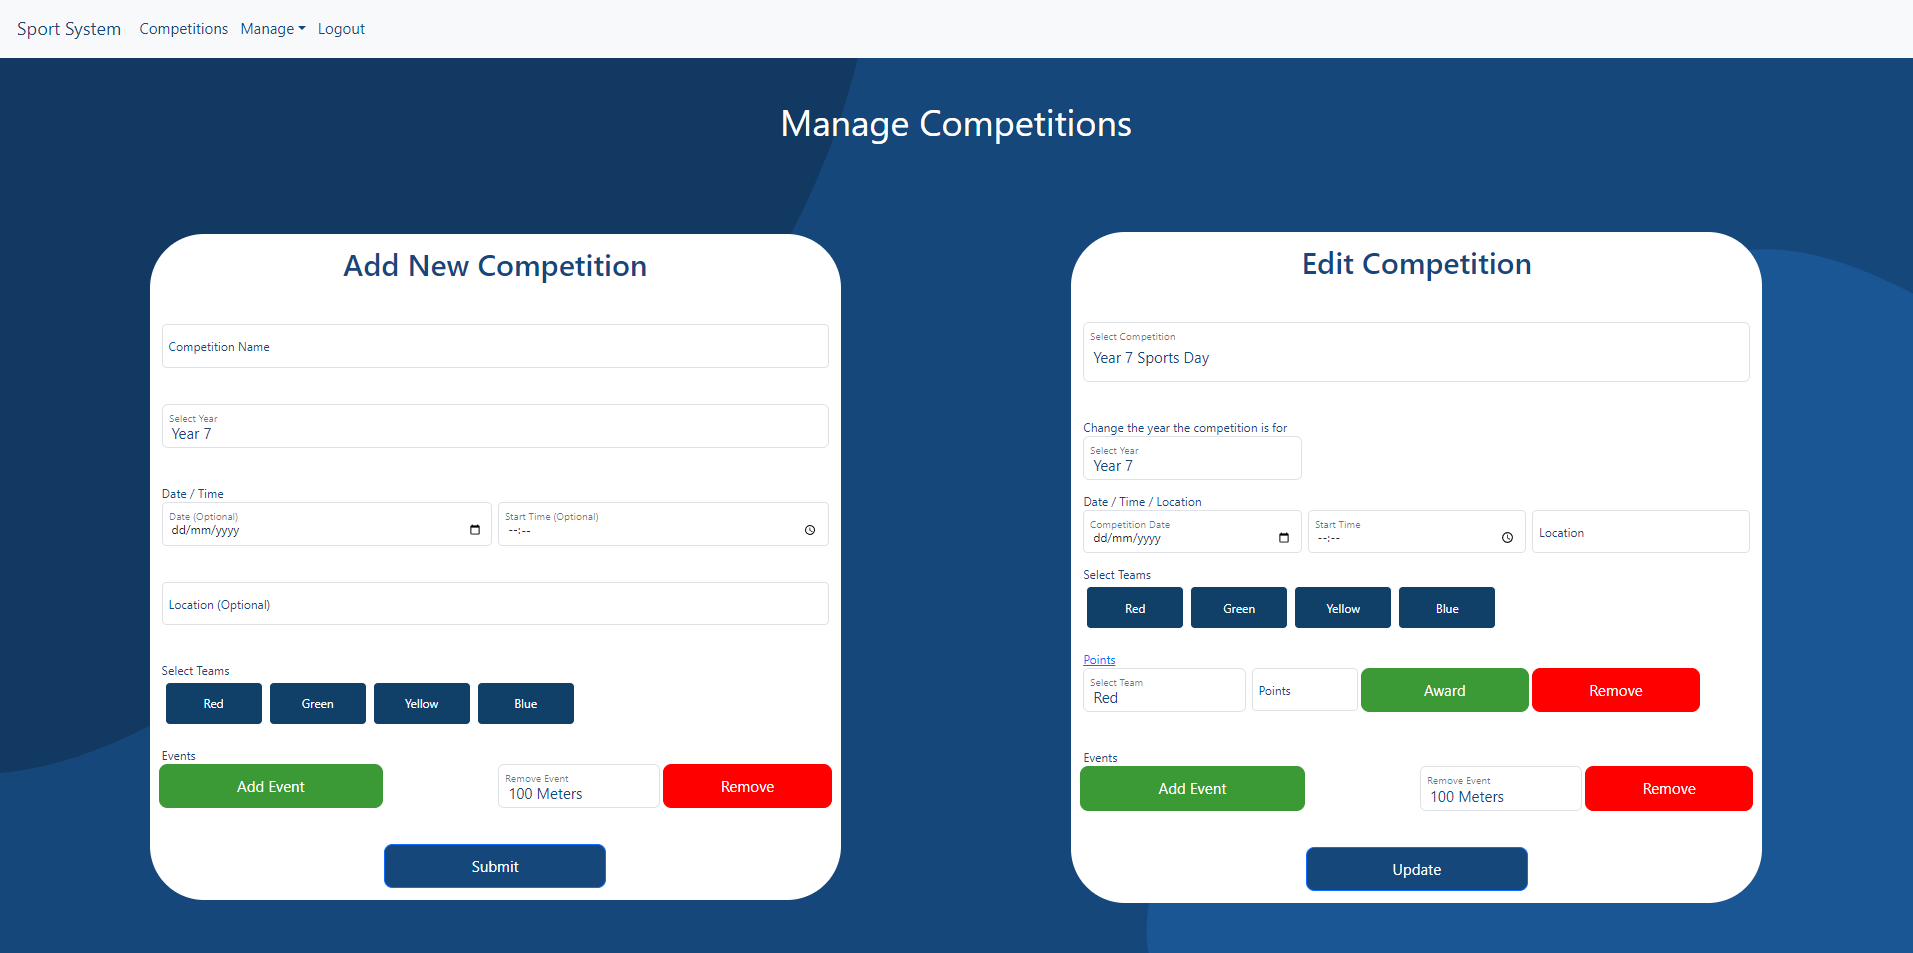 Sport System Competitions Manage Logout
Manage Competitions
Add New Competition
Competition Name
Select Year
Year 7
Date / Time
Date (Optional) Start Time (Optional)
dd/mm/yyyy --:--
Location (Optional)
Select Teams
Red Green Yellow Blue
Events
Add Event
Remove Event
100 Meters
Remove
Submit
Edit Competition
Select Competition
Year 7 Sports Day
Change the year the competition is for
Select Year
Year 7
Date / Time / Location
Competition Date Start Time
dd/mm/yyyy --:-- Location
Select Teams
Red Green Yellow Blue
Points
Select Team
Red
Points Award Remove
Events
Add Event
Remove Event
100 Meters
Remove
Update